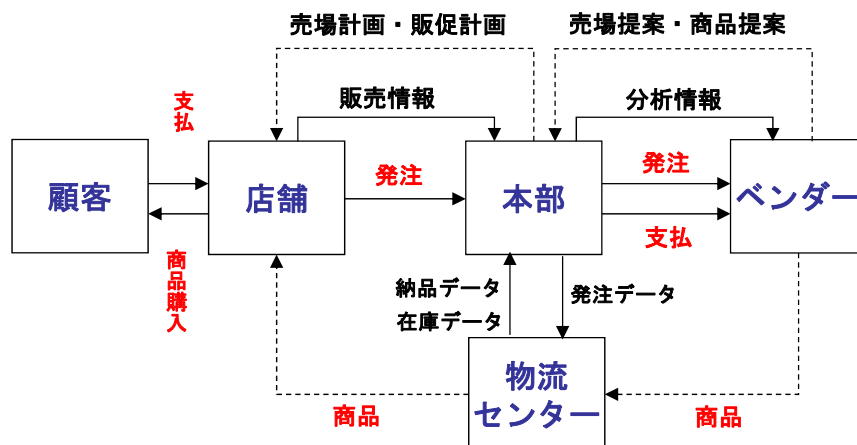 売場計画・販促計画
売場提案・商品提案
支払
販売情報
分析情報
顧客
店舗
発注
本部
発注
ベンダー
支払
商品購入
納品データ
在庫データ
発注データ
物流
センター
商品
商品